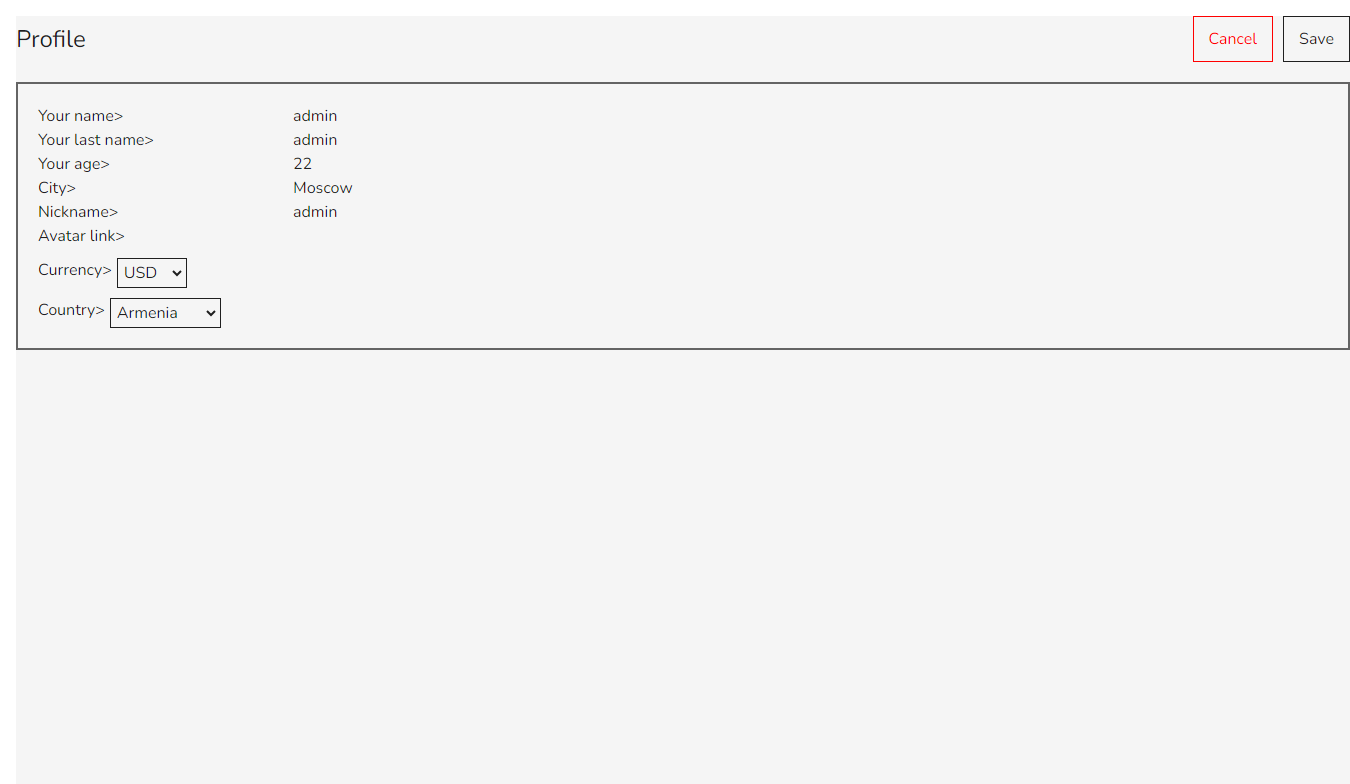 Profile
Cancel
Save
Your name> admin
Your last name> admin
Your age> 22
City> Moscow
Nickname> admin
Avatar link>
Currency> USD
Country> Armenia